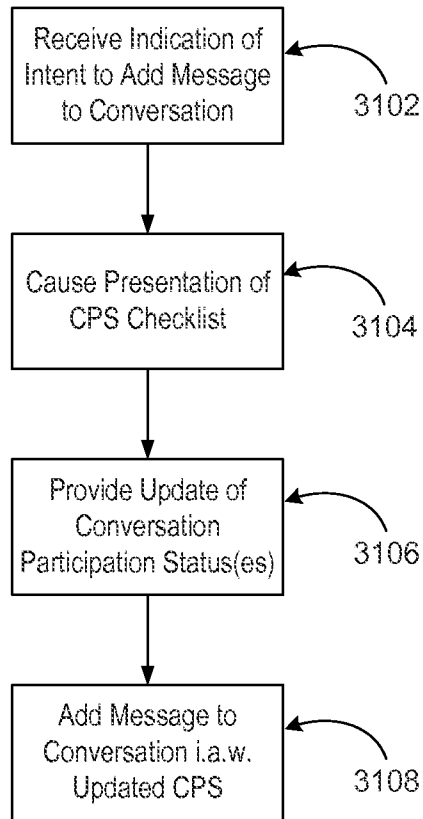 Receive Indication of
Intent to Add Message
to Conversation
3102
Cause Presentation of
CPS Checklist
3104
Provide Update of
Conversation
Participation Status(es)
3106
Add Message to
Conversation i.a.w.
Updated CPS
3108